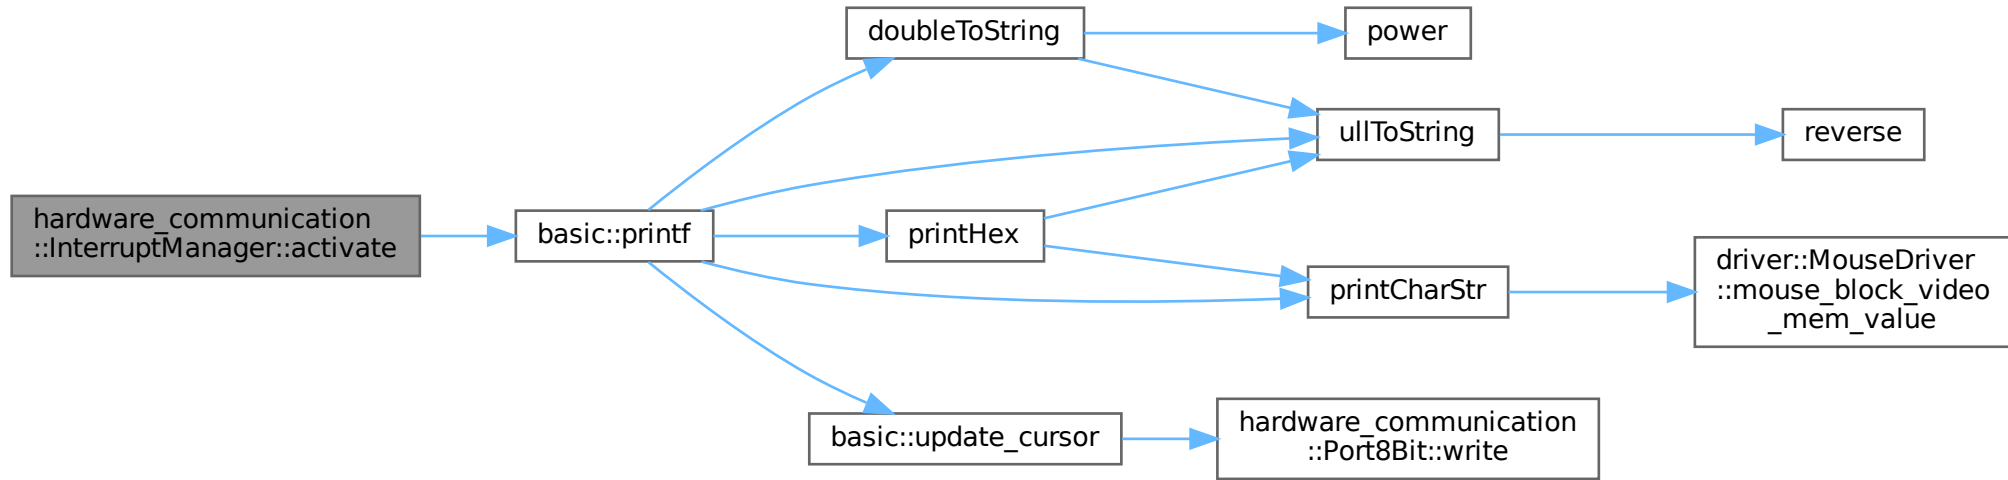 hardware_communication
::InterruptManager::activate
basic::printf
doubleToString
power
ullToString
reverse
printHex
printCharStr
driver::MouseDriver
::mouse_block_video
_mem_value
basic::update_cursor
hardware_communication
::Port8Bit::write